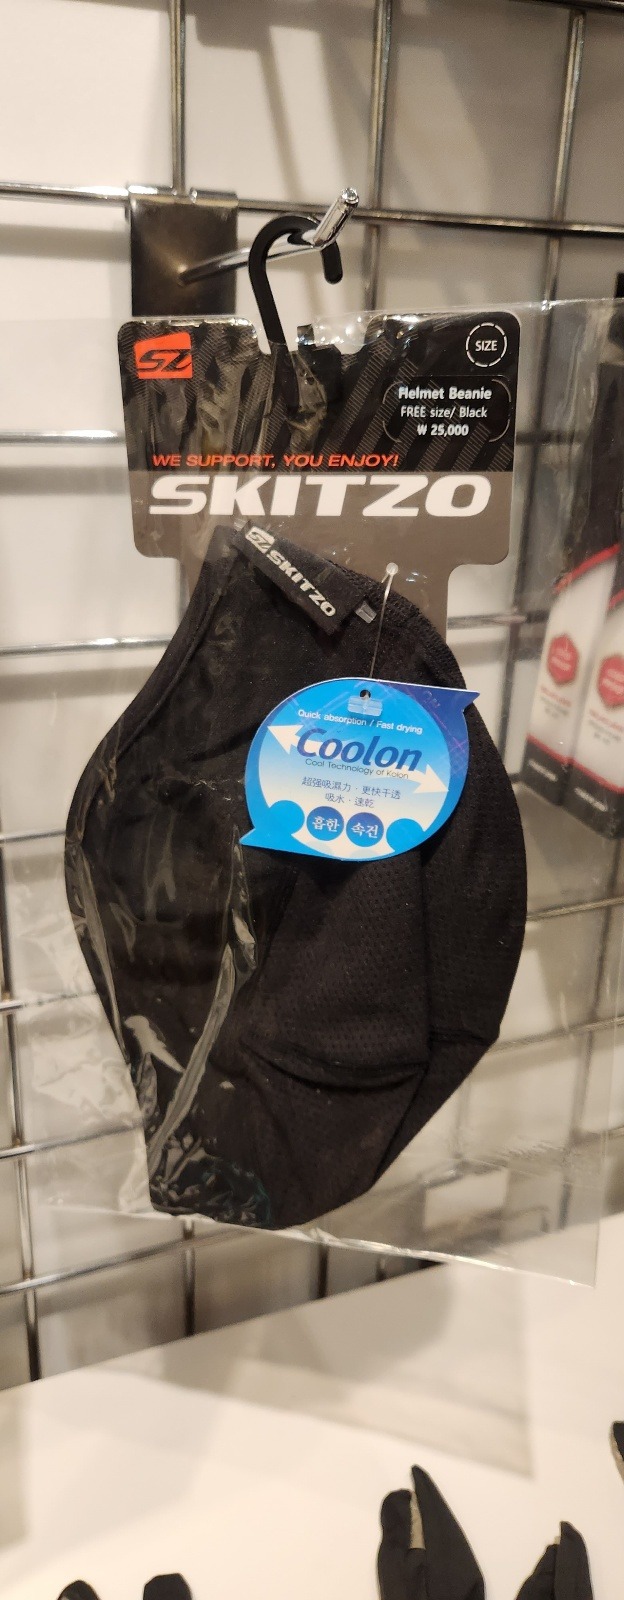 SZ
SIZE
Helmet Beanie
FREE size/ Black
₩ 25,000
WE SUPPORT, YOU ENJOY!
SKITZO
SZ SKITZO
Quick absorption / Fast drying
Coolon
Cool Technology of Kolon
超强吸濕力 · 更快干透
吸水 · 速乾
흡한 속건